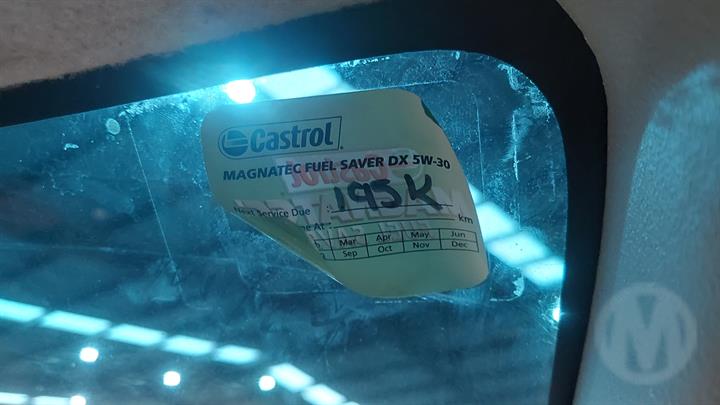 Castrol
MAGNATEC FUEL SAVER DX 5W-30
Next Service Due : 195K
At : km
Mar Apr May Jun
Sep Oct Nov Dec
M